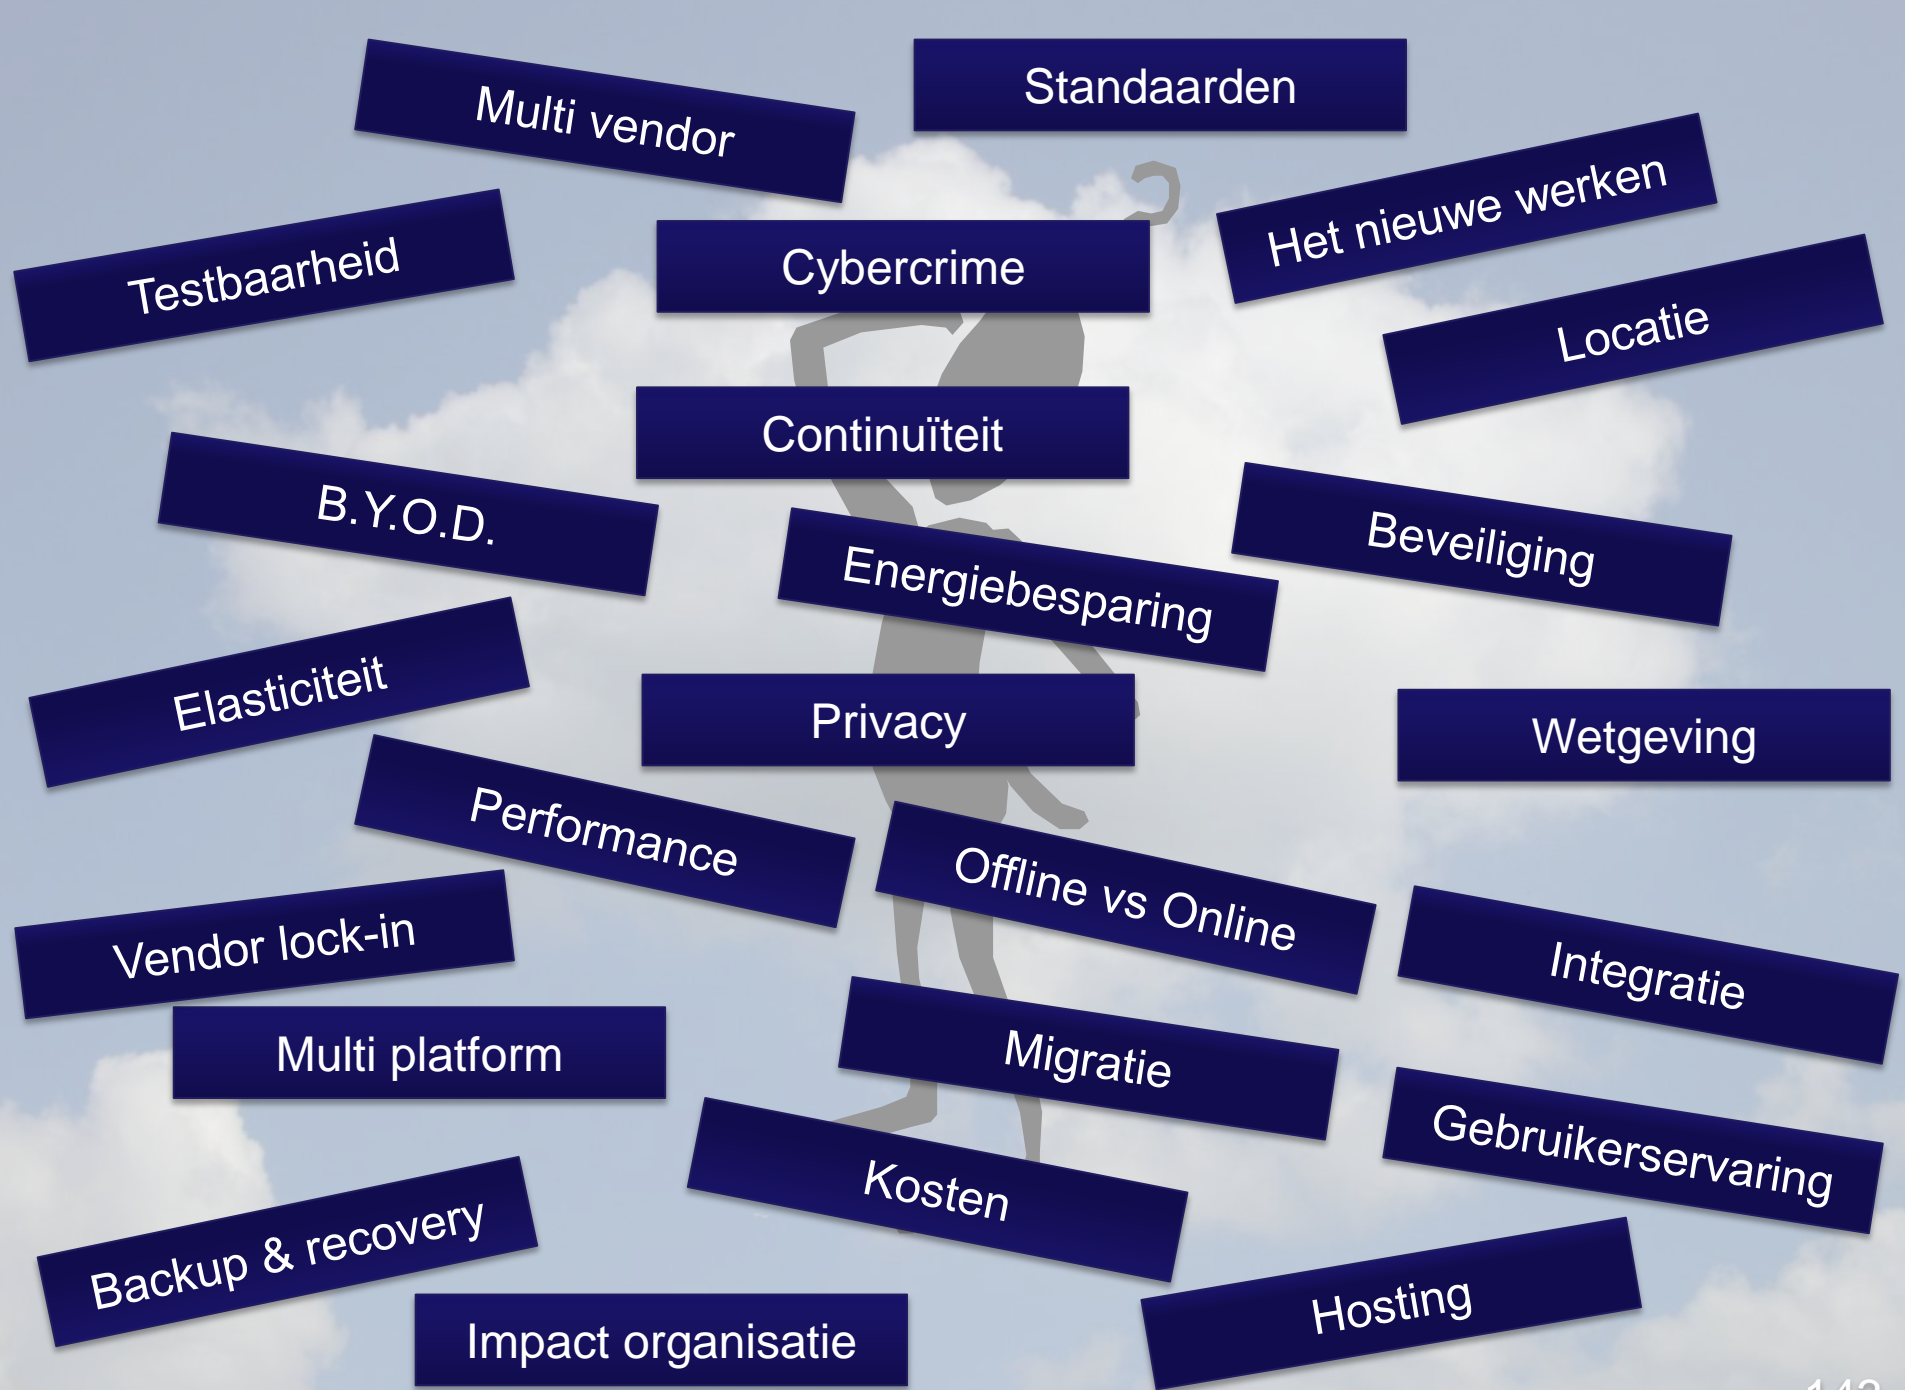 Standaarden
Multi vendor
Het nieuwe werken
Testbaarheid
Cybercrime
Locatie
Continuïteit
B.Y.O.D.
Beveiliging
Energiebesparing
Elasticiteit
Privacy
Wetgeving
Performance
Offline vs Online
Vendor lock-in
Integratie
Multi platform
Migratie
Gebruikerservaring
Kosten
Backup & recovery
Hosting
Impact organisatie